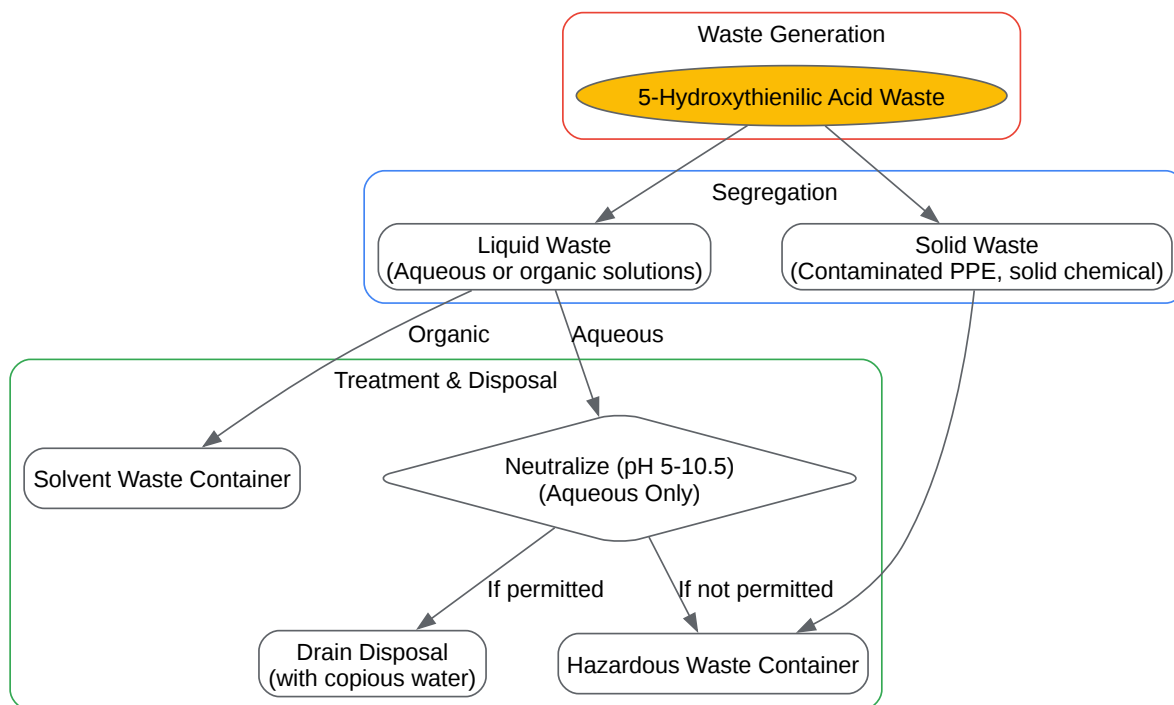 Waste Generation
5-Hydroxythienilic Acid Waste
Segregation
Liquid Waste
(Aqueous or organic solutions)
Solid Waste
(Contaminated PPE, solid chemical)
Organic
Aqueous
Treatment & Disposal
Solvent Waste Container
Neutralize (pH 5-10.5)
(Aqueous Only)
If permitted
If not permitted
Drain Disposal
(with copious water)
Hazardous Waste Container